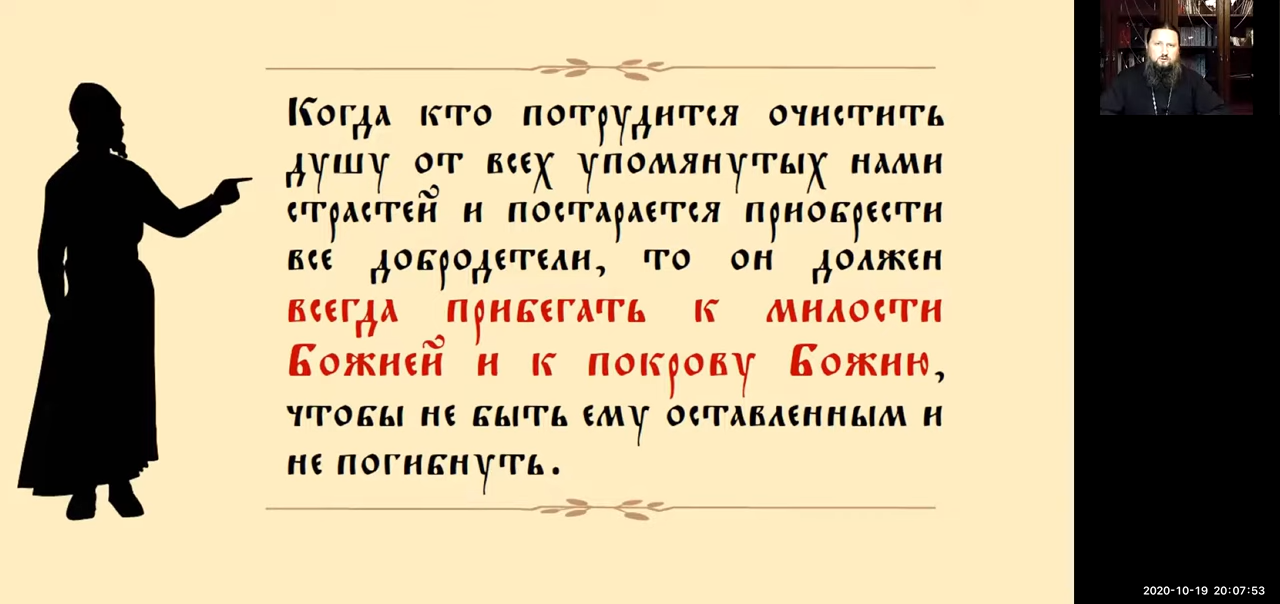 Когда кто потрудится очистить
душу от всех упомянутых нами
страстей и постарается приобрести
все добродетели, то он должен
всегда прибегать к милости
Божией и к покрову Божию,
чтобы не быть ему оставленным и
не погибнуть.
2020-10-19 20:07:53